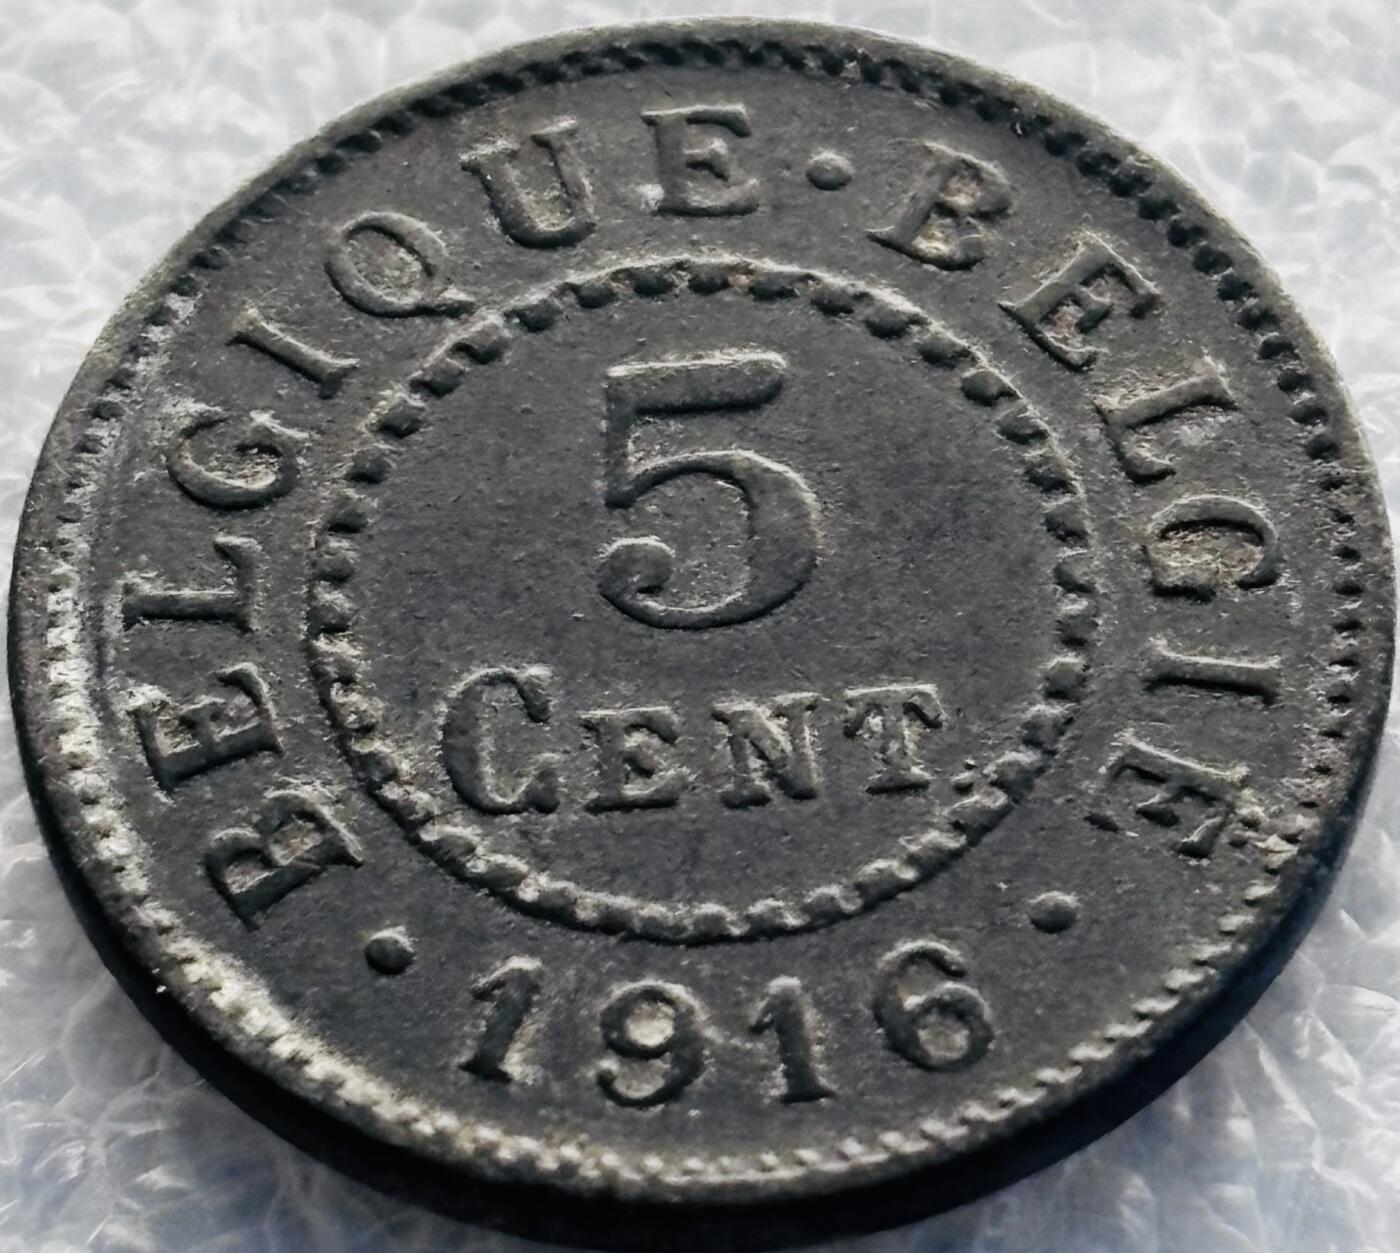 BELGIQUE · BELGIE
5
CENT.
· 1916 ·